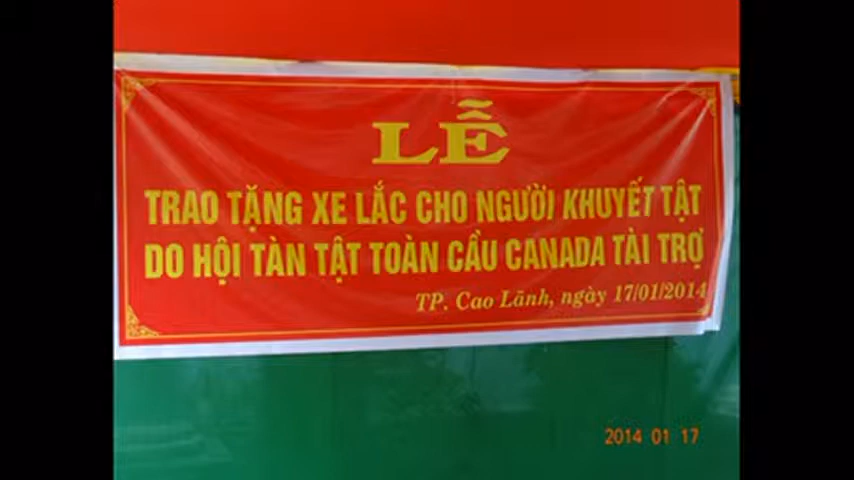 LỄ
TRAO TẶNG XE LẮC CHO NGƯỜI KHUYẾT TẬT
DO HỘI TÀN TẬT TOÀN CẦU CANADA TÀI TRỢ
TP. Cao Lãnh, ngày 17/01/2014
2014 01 17